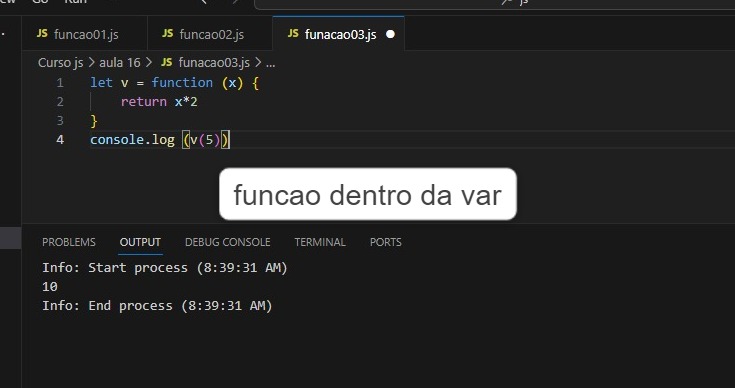 Go Run
js
JS funcao01.js JS funcao02.js JS funacao03.js
Curso js > aula 16 > JS funacao03.js > ...
1 let v = function (x) {
2 return x*2
3 }
4 console.log (v(5))
funcao dentro da var
PROBLEMS OUTPUT DEBUG CONSOLE TERMINAL PORTS
Info: Start process (8:39:31 AM)
10
Info: End process (8:39:31 AM)